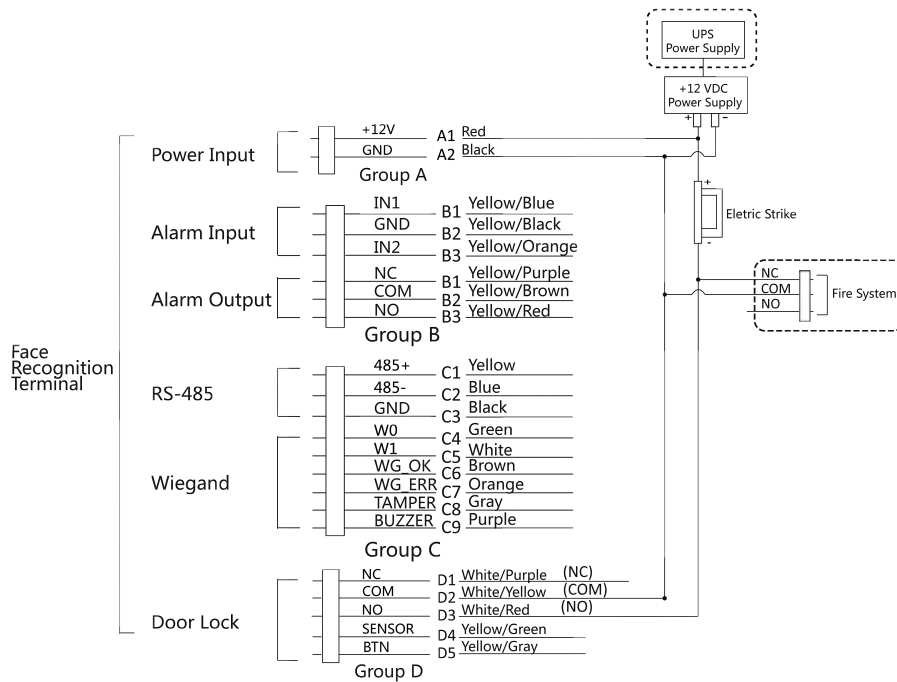 UPS
Power Supply
+12 VDC
Power Supply
+ -
Power Input
+12V A1 Red
GND A2 Black
Group A
+
Eletric Strike
-
Alarm Input
IN1 B1 Yellow/Blue
GND B2 Yellow/Black
IN2 B3 Yellow/Orange
Alarm Output
NC B1 Yellow/Purple
COM B2 Yellow/Brown
NO B3 Yellow/Red
Group B
NC
COM
NO
Fire System
Face
Recognition
Terminal
RS-485
485+ C1 Yellow
485- C2 Blue
GND C3 Black
Wiegand
W0 C4 Green
W1 C5 White
WG_OK C6 Brown
WG_ERR C7 Orange
TAMPER C8 Gray
BUZZER C9 Purple
Group C
Door Lock
NC D1 White/Purple (NC)
COM D2 White/Yellow (COM)
NO D3 White/Red (NO)
SENSOR D4 Yellow/Green
BTN D5 Yellow/Gray
Group D